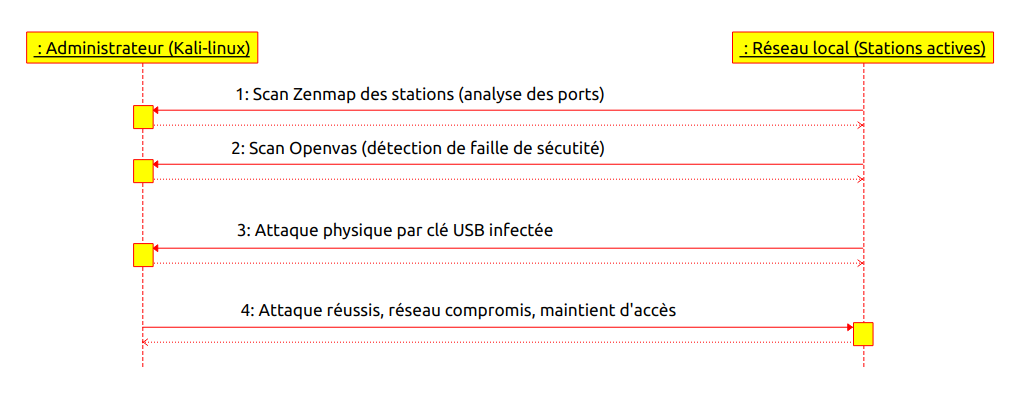 : Administrateur (Kali-linux)
: Réseau local (Stations actives)
1: Scan Zenmap des stations (analyse des ports)
2: Scan Openvas (détection de faille de sécutité)
3: Attaque physique par clé USB infectée
4: Attaque réussis, réseau compromis, maintient d'accès